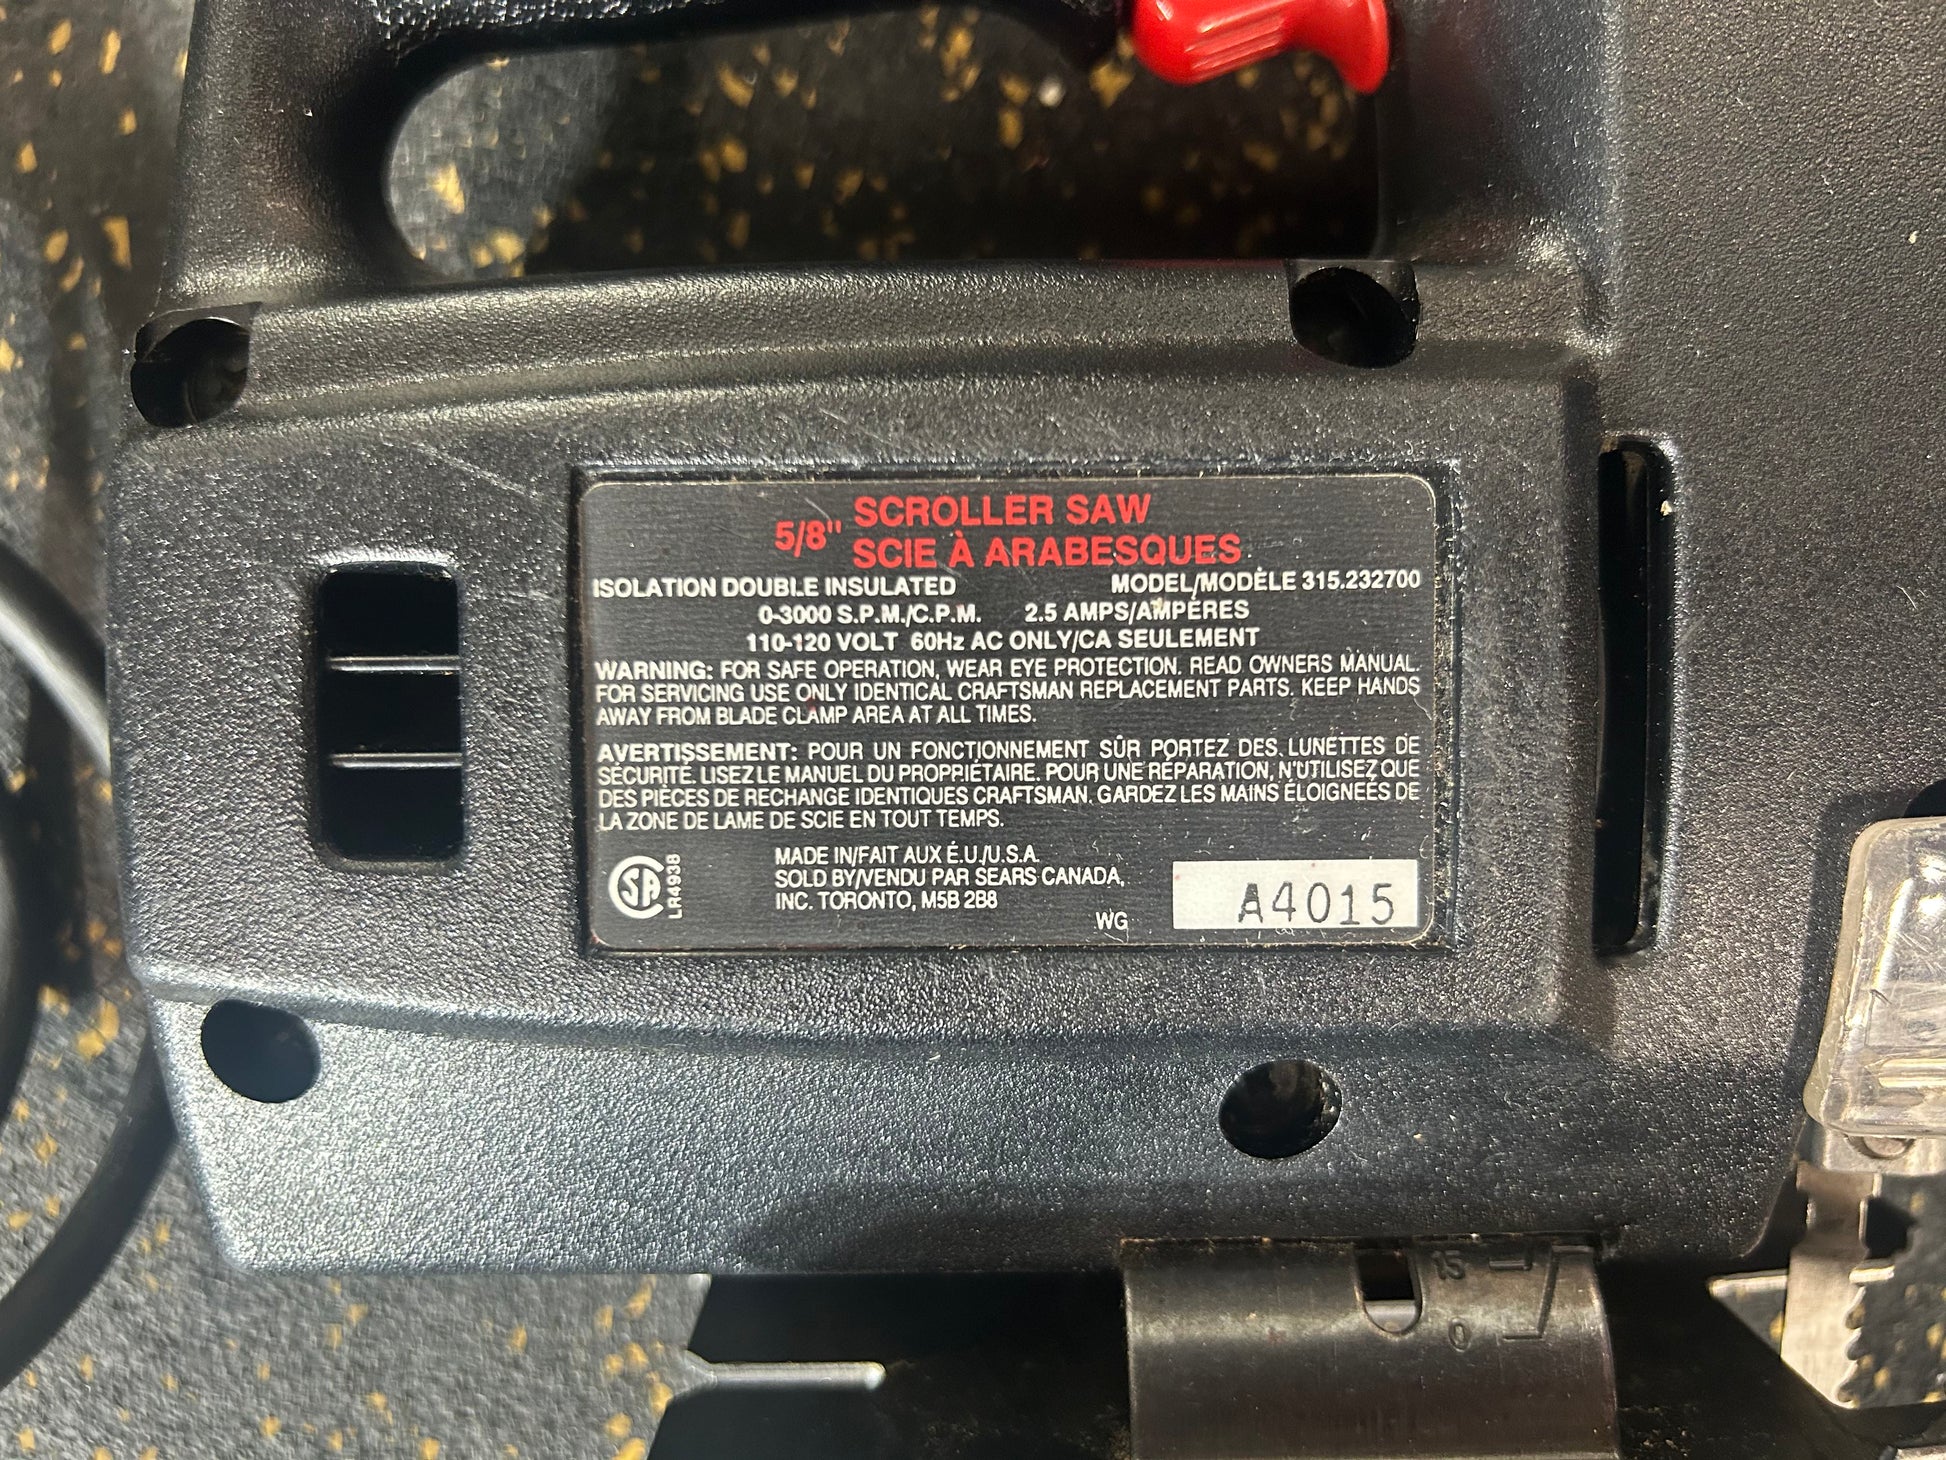 5/8" SCROLLER SAW
SCIE À ARABESQUES
ISOLATION DOUBLE INSULATED MODEL/MODÈLE 315.232700
0-3000 S.P.M./C.P.M. 2.5 AMPS/AMPÈRES
110-120 VOLT 60Hz AC ONLY/CA SEULEMENT
WARNING: FOR SAFE OPERATION, WEAR EYE PROTECTION. READ OWNERS MANUAL.
FOR SERVICING USE ONLY IDENTICAL CRAFTSMAN REPLACEMENT PARTS. KEEP HANDS
AWAY FROM BLADE CLAMP AREA AT ALL TIMES.
AVERTISSEMENT: POUR UN FONCTIONNEMENT SÛR PORTEZ DES LUNETTES DE
SÉCURITÉ. LISEZ LE MANUEL DU PROPRIÉTAIRE. POUR UNE RÉPARATION, N'UTILISEZ QUE
DES PIÈCES DE RECHANGE IDENTIQUES CRAFTSMAN. GARDEZ LES MAINS ÉLOIGNÉES DE
LA ZONE DE LAME DE SCIE EN TOUT TEMPS.
SA
LR4938
MADE IN/FAIT AUX É.U./U.S.A.
SOLD BY/VENDU PAR SEARS CANADA,
INC. TORONTO, M5B 2B8
WG
A4015
15
0